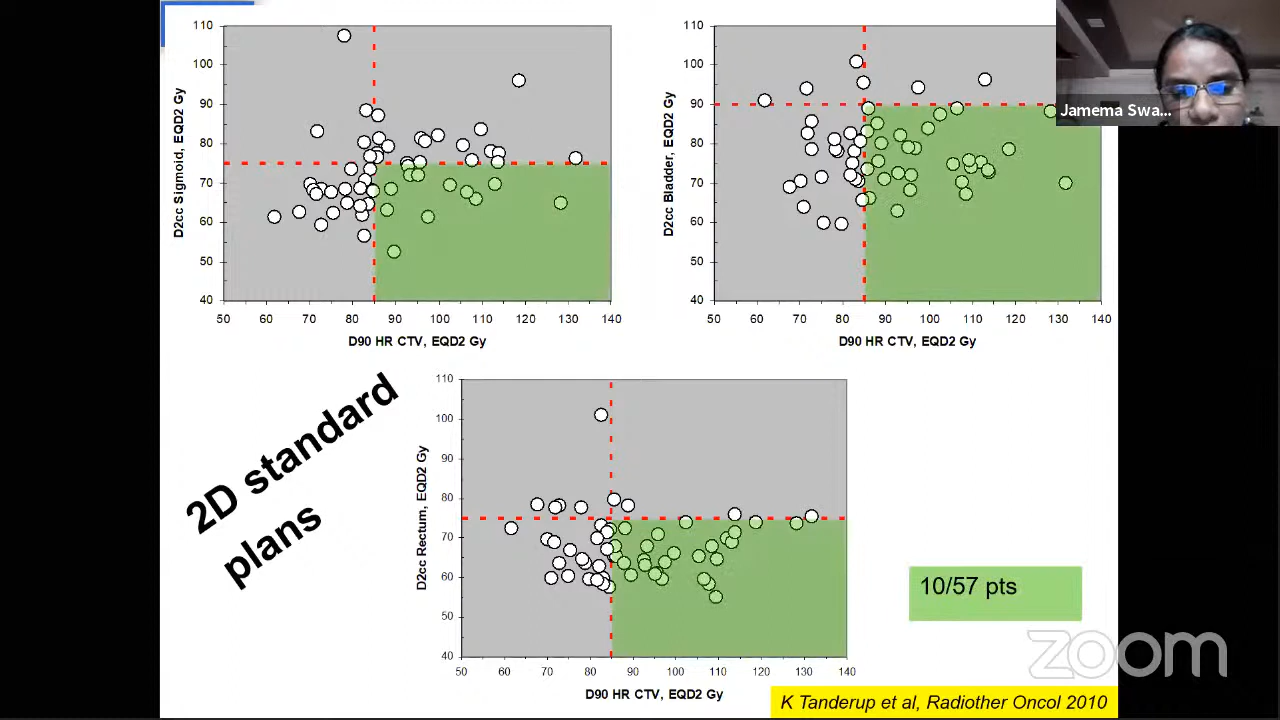 110
100
90
80
70
60
50
40
D2cc Sigmoid, EQD2 Gy
50 60 70 80 90 100 110 120 130 140
D90 HR CTV, EQD2 Gy
110
100
90
80
70
60
50
40
D2cc Bladder, EQD2 Gy
50 60 70 80 90 100 110 120 130 140
D90 HR CTV, EQD2 Gy
Jamema Swa...
2D standard
plans
110
100
90
80
70
60
50
40
D2cc Rectum, EQD2 Gy
50 60 70 80 90 100 110 120 130 140
D90 HR CTV, EQD2 Gy
10/57 pts
zoom
K Tanderup et al, Radiother Oncol 2010